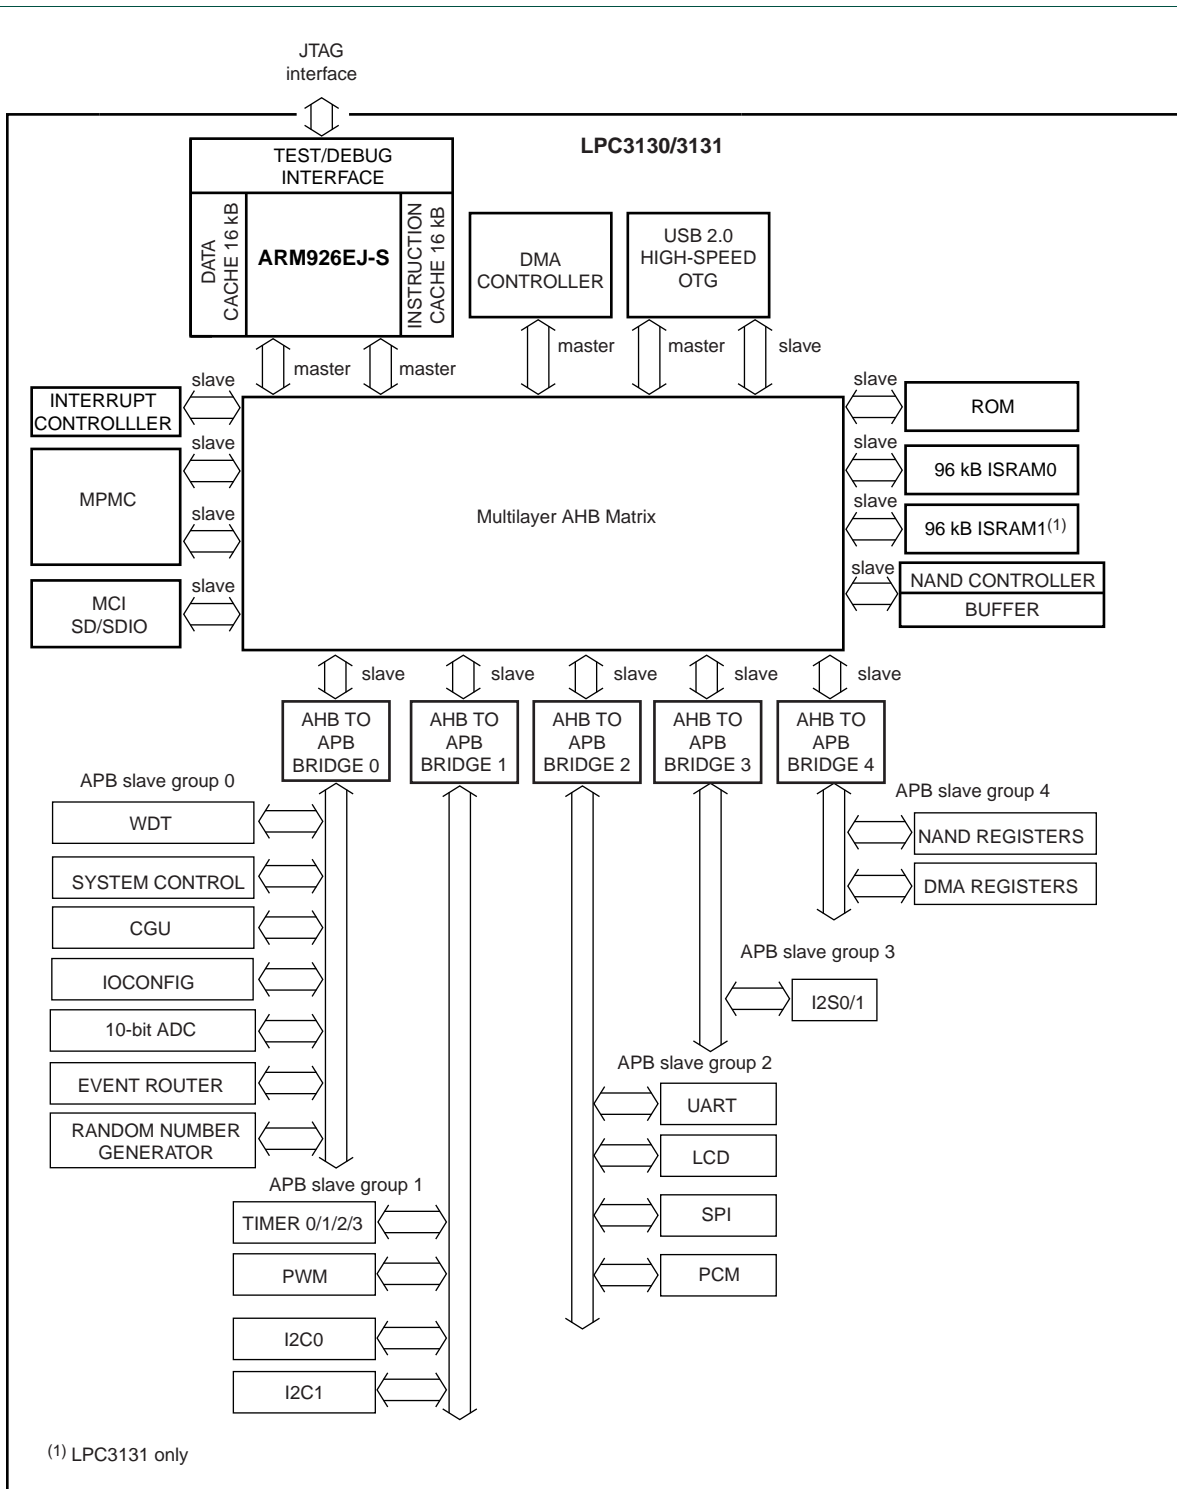 JTAG
interface
LPC3130/3131
TEST/DEBUG
INTERFACE
DATA
CACHE 16 kB
ARM926EJ-S
INSTRUCTION
CACHE 16 kB
DMA
CONTROLLER
USB 2.0
HIGH-SPEED
OTG
master
master
master
master
slave
slave
INTERRUPT
CONTROLLLER
slave
MPMC
slave
slave
MCI
SD/SDIO
Multilayer AHB Matrix
slave
ROM
slave
96 kB ISRAM0
slave
96 kB ISRAM1(1)
slave
NAND CONTROLLER
BUFFER
slave
slave
slave
slave
slave
AHB TO
APB
BRIDGE 0
AHB TO
APB
BRIDGE 1
AHB TO
APB
BRIDGE 2
AHB TO
APB
BRIDGE 3
AHB TO
APB
BRIDGE 4
APB slave group 0
WDT
SYSTEM CONTROL
CGU
IOCONFIG
10-bit ADC
EVENT ROUTER
RANDOM NUMBER
GENERATOR
APB slave group 4
NAND REGISTERS
DMA REGISTERS
APB slave group 3
I2S0/1
APB slave group 2
UART
LCD
SPI
PCM
APB slave group 1
TIMER 0/1/2/3
PWM
I2C0
I2C1
(1) LPC3131 only